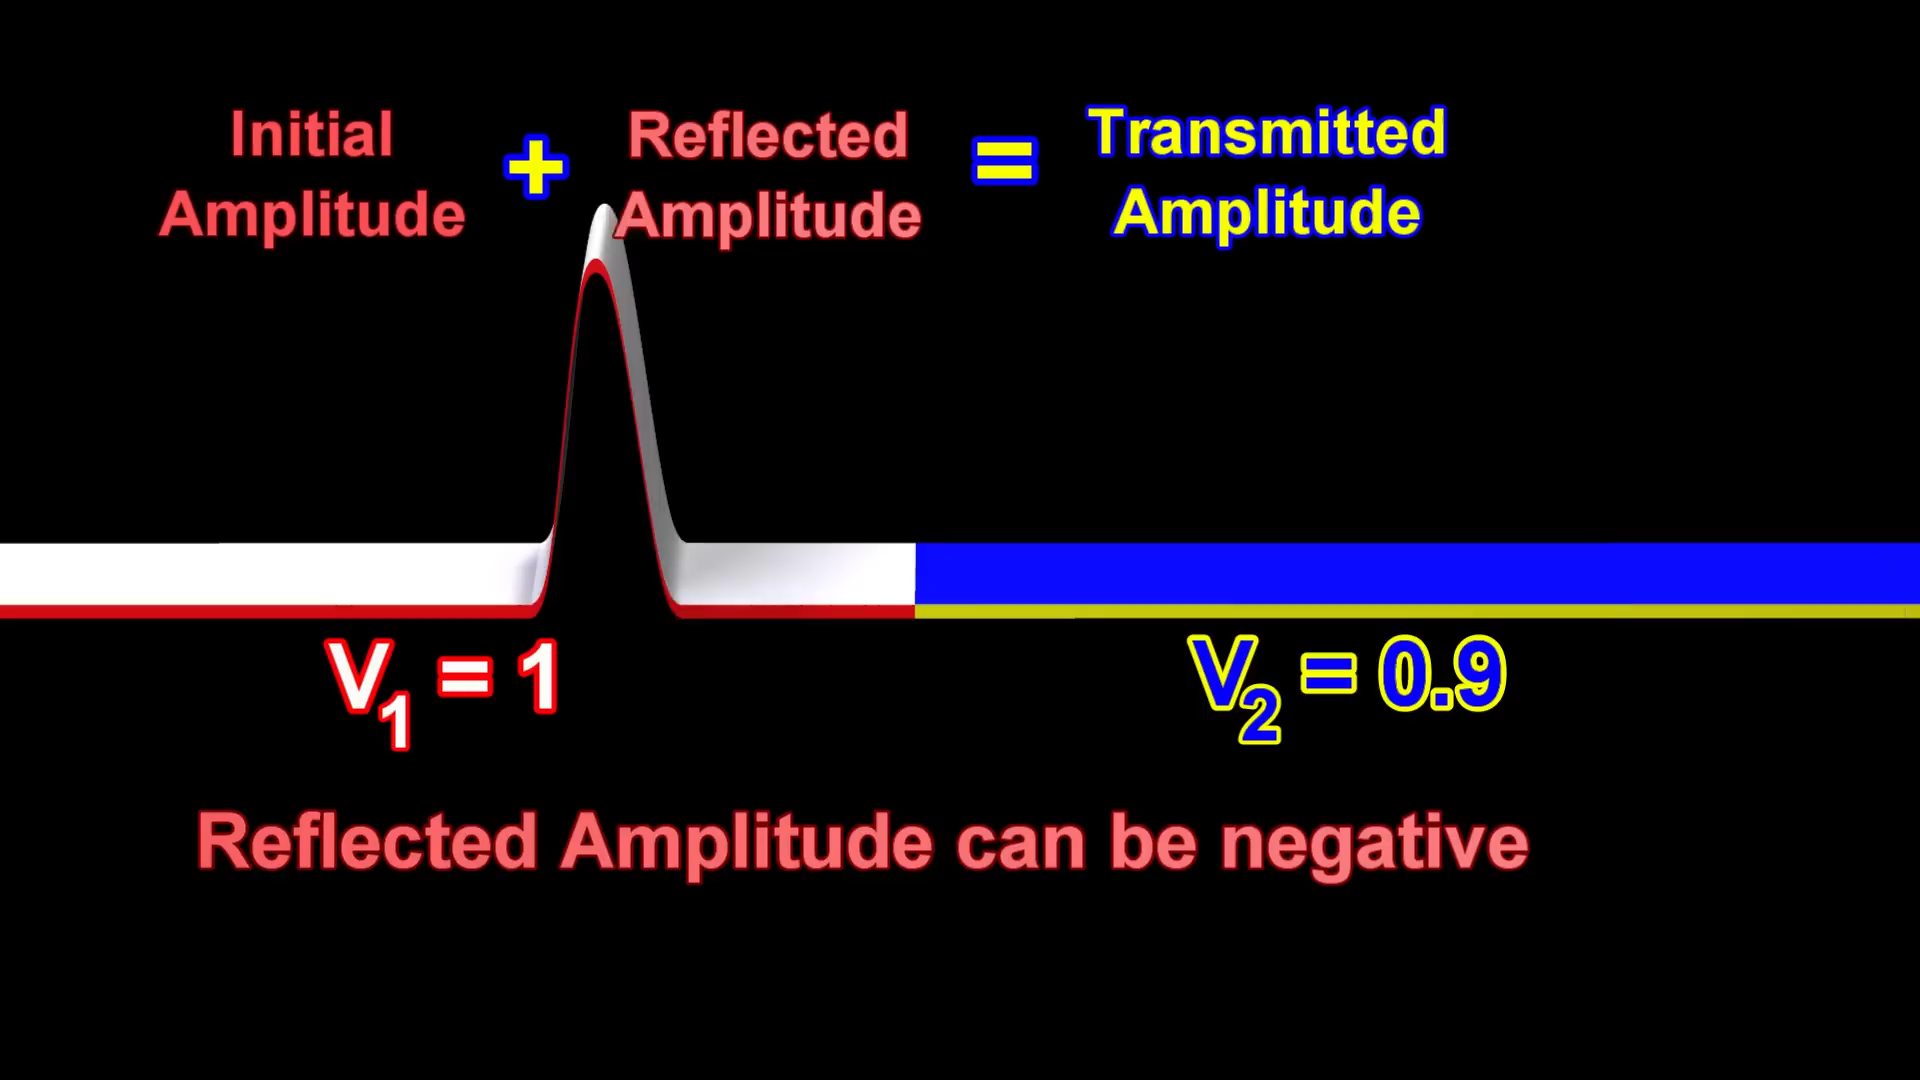 Initial Amplitude + Reflected Amplitude = Transmitted Amplitude
V₁ = 1
V₂ = 0.9
Reflected Amplitude can be negative